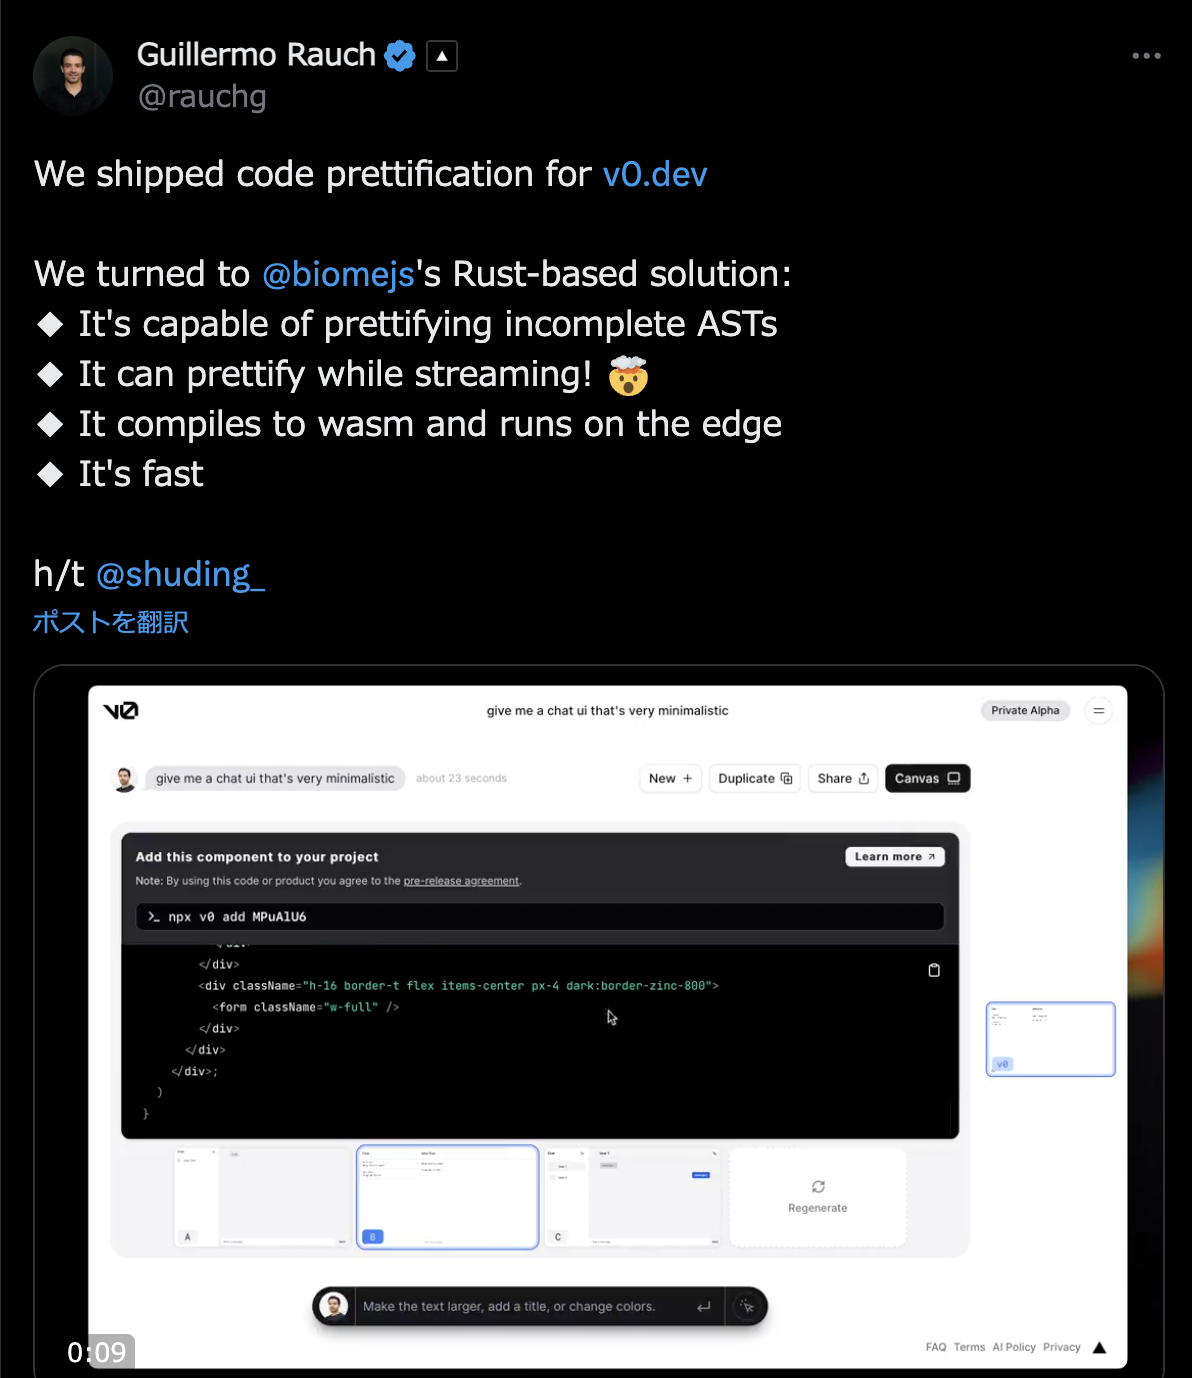 Guillermo Rauch
@rauchg
We shipped code prettification for v0.dev
We turned to @biomejs's Rust-based solution:
◆ It's capable of prettifying incomplete ASTs
◆ It can prettify while streaming! 🤯
◆ It compiles to wasm and runs on the edge
◆ It's fast
h/t @shuding_
ポストを翻訳
v0
give me a chat ui that's very minimalistic
Private Alpha
give me a chat ui that's very minimalistic
about 23 seconds
New +
Duplicate
Share
Canvas
Add this component to your project
Learn more
Note: By using this code or product you agree to the pre-release agreement.
>_ npx v0 add MPuAlU6
</div>
</div>
<div className="h-16 border-t flex items-center px-4 dark:border-zinc-800">
<form className="w-full" />
</div>
</div>
</div>;
)
}
v0
A
B
C
Regenerate
Make the text larger, add a title, or change colors.
0:09
FAQ Terms AI Policy Privacy